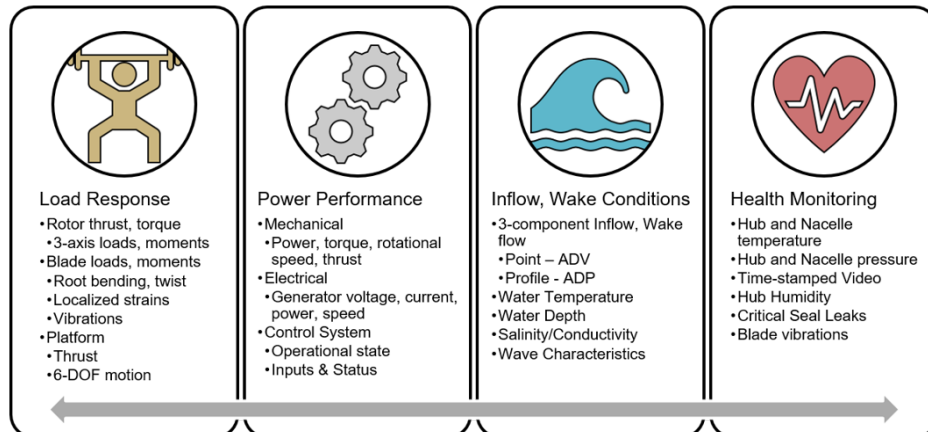 Load Response
•Rotor thrust, torque
•3-axis loads, moments
•Blade loads, moments
•Root bending, twist
•Localized strains
•Vibrations
•Platform
•Thrust
•6-DOF motion
Power Performance
•Mechanical
•Power, torque, rotational
speed, thrust
•Electrical
•Generator voltage, current,
power, speed
•Control System
•Operational state
•Inputs & Status
Inflow, Wake Conditions
•3-component Inflow, Wake
flow
•Point – ADV
•Profile - ADP
•Water Temperature
•Water Depth
•Salinity/Conductivity
•Wave Characteristics
Health Monitoring
•Hub and Nacelle
temperature
•Hub and Nacelle pressure
•Time-stamped Video
•Hub Humidity
•Critical Seal Leaks
•Blade vibrations